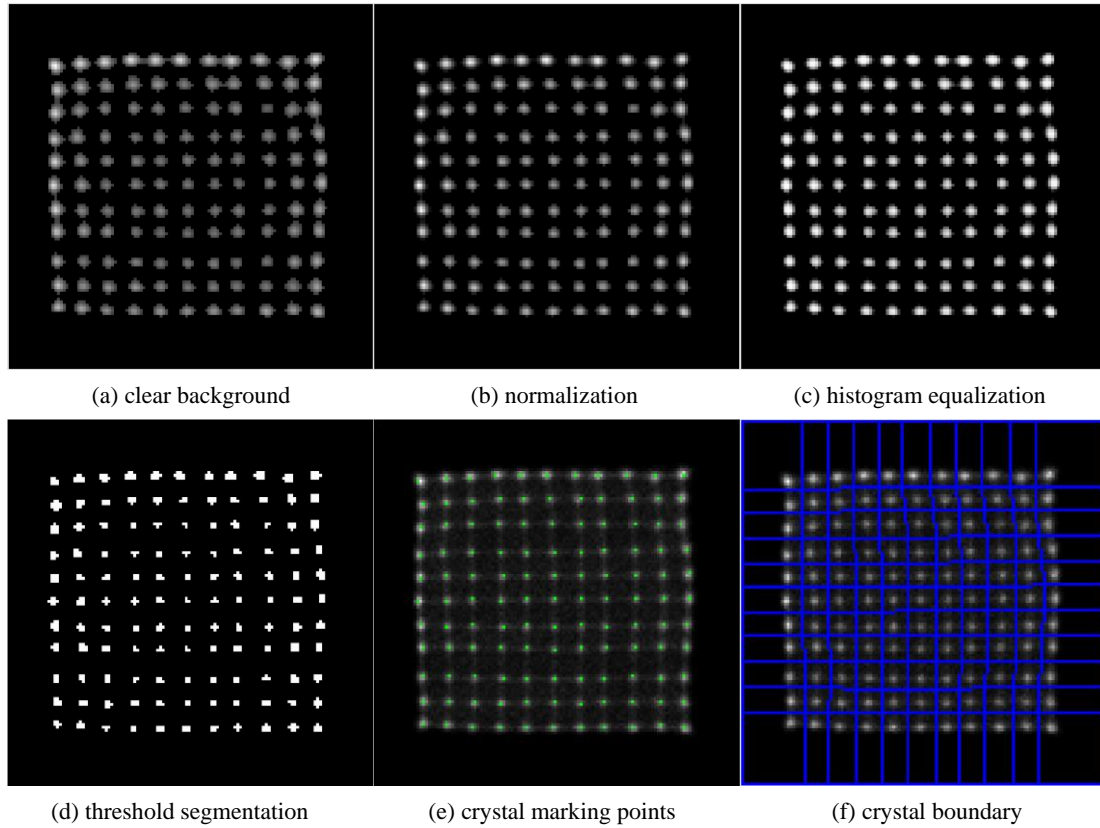 (a) clear background
(b) normalization
(c) histogram equalization
(d) threshold segmentation
(e) crystal marking points
(f) crystal boundary